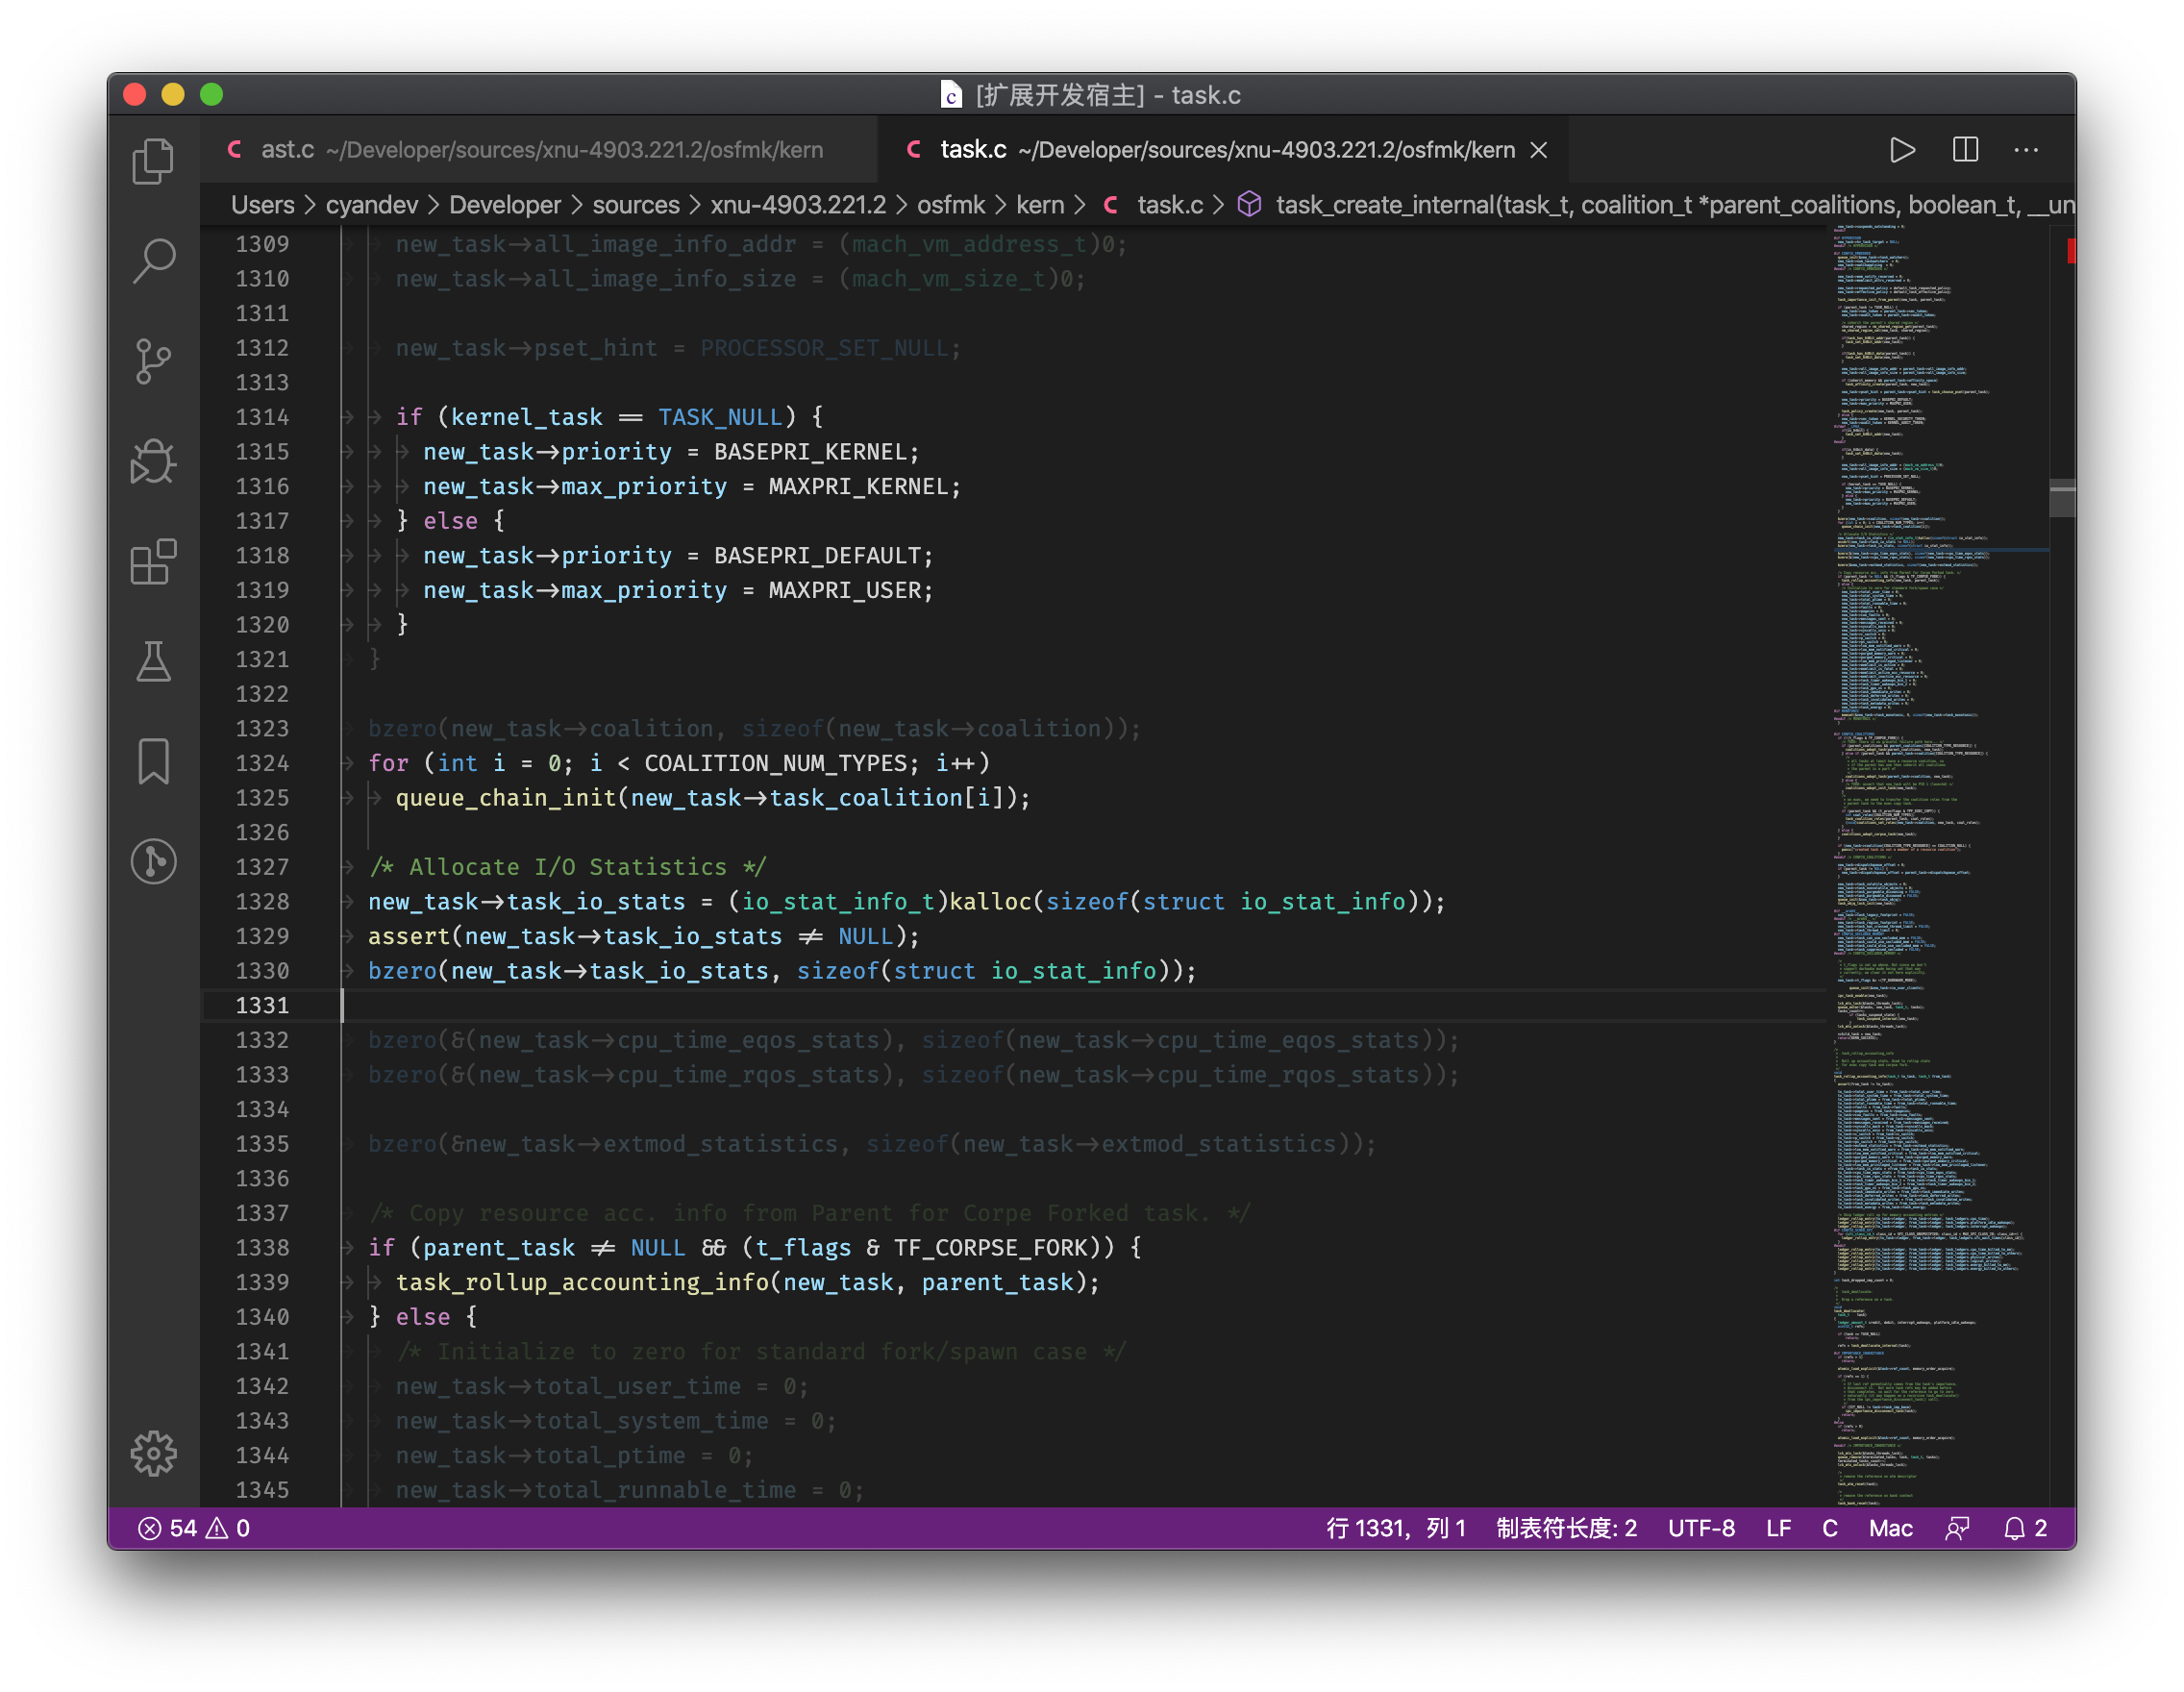 [扩展开发宿主] - task.c
ast.c ~/Developer/sources/xnu-4903.221.2/osfmk/kern
task.c ~/Developer/sources/xnu-4903.221.2/osfmk/kern
Users > cyandev > Developer > sources > xnu-4903.221.2 > osfmk > kern > task.c > task_create_internal(task_t, coalition_t *parent_coalitions, boolean_t, __un
1309 new_task->all_image_info_addr = (mach_vm_address_t)0;
1310 new_task->all_image_info_size = (mach_vm_size_t)0;
1311
1312 new_task->pset_hint = PROCESSOR_SET_NULL;
1313
1314 if (kernel_task == TASK_NULL) {
1315 new_task->priority = BASEPRI_KERNEL;
1316 new_task->max_priority = MAXPRI_KERNEL;
1317 } else {
1318 new_task->priority = BASEPRI_DEFAULT;
1319 new_task->max_priority = MAXPRI_USER;
1320 }
1321 }
1322
1323 bzero(new_task->coalition, sizeof(new_task->coalition));
1324 for (int i = 0; i < COALITION_NUM_TYPES; i++)
1325 queue_chain_init(new_task->task_coalition[i]);
1326
1327 /* Allocate I/O Statistics */
1328 new_task->task_io_stats = (io_stat_info_t)kalloc(sizeof(struct io_stat_info));
1329 assert(new_task->task_io_stats != NULL);
1330 bzero(new_task->task_io_stats, sizeof(struct io_stat_info));
1331
1332 bzero(&(new_task->cpu_time_eqos_stats), sizeof(new_task->cpu_time_eqos_stats));
1333 bzero(&(new_task->cpu_time_rqos_stats), sizeof(new_task->cpu_time_rqos_stats));
1334
1335 bzero(&new_task->extmod_statistics, sizeof(new_task->extmod_statistics));
1336
1337 /* Copy resource acc. info from Parent for Corpe Forked task. */
1338 if (parent_task != NULL && (t_flags & TF_CORPSE_FORK)) {
1339 task_rollup_accounting_info(new_task, parent_task);
1340 } else {
1341 /* Initialize to zero for standard fork/spawn case */
1342 new_task->total_user_time = 0;
1343 new_task->total_system_time = 0;
1344 new_task->total_ptime = 0;
1345 new_task->total_runnable_time = 0;
54 0 行 1331，列 1 制表符长度: 2 UTF-8 LF C Mac 2